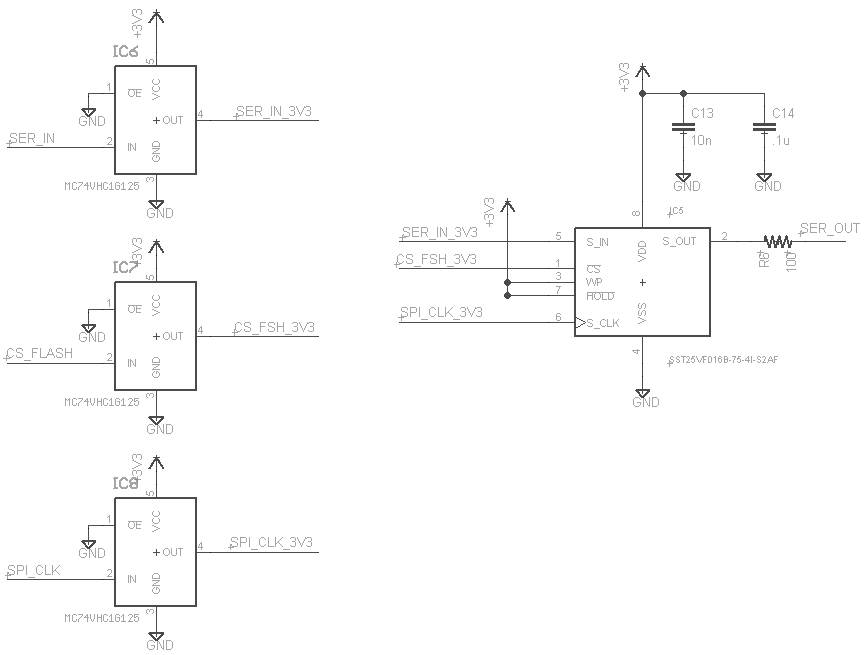 +3V3
IC6
5
1
OE
VCC
GND
+ OUT
4
SER_IN_3V3
SER_IN
2
IN
GND
MC74VHC1G125
3
GND
+3V3
IC7
5
1
OE
VCC
GND
+ OUT
4
CS_FSH_3V3
CS_FLASH
2
IN
GND
MC74VHC1G125
3
GND
+3V3
IC8
5
1
OE
VCC
GND
+ OUT
4
SPI_CLK_3V3
SPI_CLK
2
IN
GND
MC74VHC1G125
3
GND
+3V3
C13
C14
10n
.1u
GND
GND
+3V3
8
IC5
SER_IN_3V3
5
S_IN
VDD
S_OUT
2
SER_OUT
R6
100
CS_FSH_3V3
1
CS
3
WP
+
7
HOLD
SPI_CLK_3V3
6
S_CLK
VSS
4
SST25VF016B-75-4I-S2AF
GND